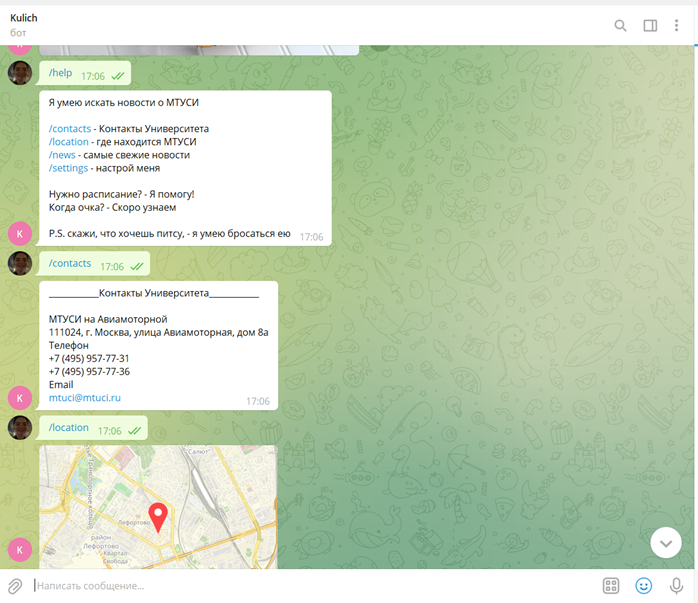 Kulich
бот
K
/help 17:06
Я умею искать новости о МТУСИ
/contacts - Контакты Университета
/location - где находится МТУСИ
/news - самые свежие новости
/settings - настрой меня
Нужно расписание? - Я помогу!
Когда очка? - Скоро узнаем
P.S. скажи, что хочешь питсу, - я умею бросаться ею 17:06
K
/contacts 17:06
___________Контакты Университета___________
МТУСИ на Авиамоторной
111024, г. Москва, улица Авиамоторная, дом 8а
Телефон
+7 (495) 957-77-31
+7 (495) 957-77-36
Email
mtuci@mtuci.ru
17:06
K
/location 17:06
Салют
Лефортово
район
Лефортово
Квартал
Свобода
K
Написать сообщение...